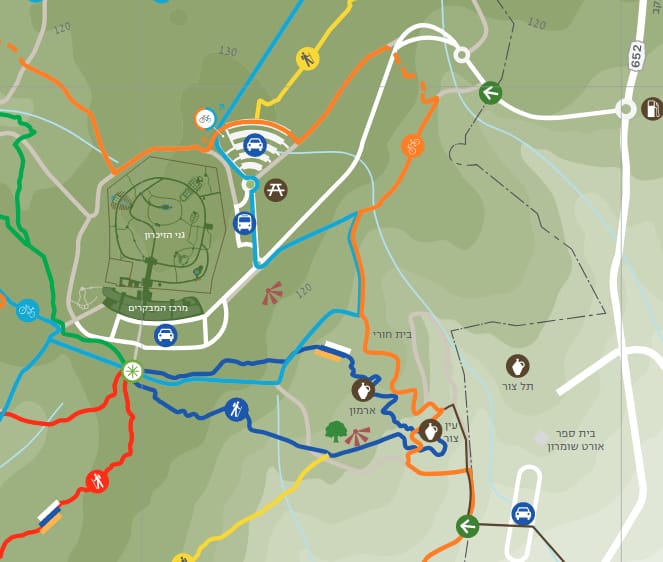 120
130
120
קב
652
גני הזיכרון
מרכז המבקרים
120
בית חורי
תל צור
ארמון
עין
צור
בית ספר
אורט שומרון